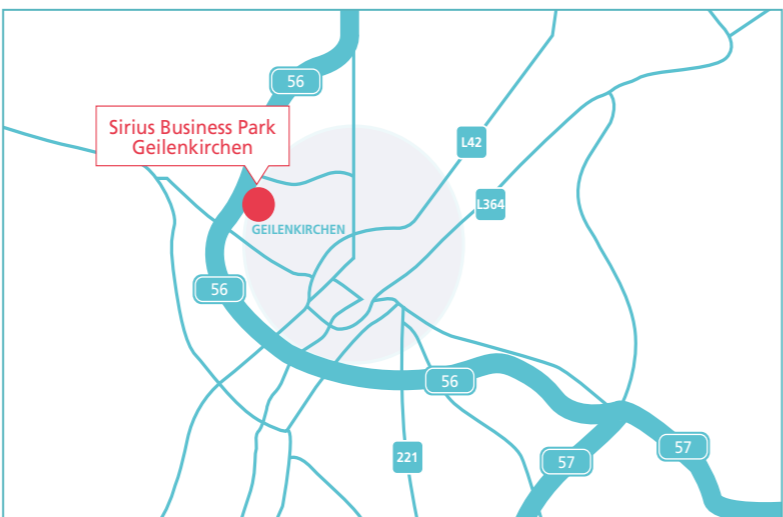 56
Sirius Business Park
Geilenkirchen
L42
L364
GEILENKIRCHEN
56
56
221
57
57